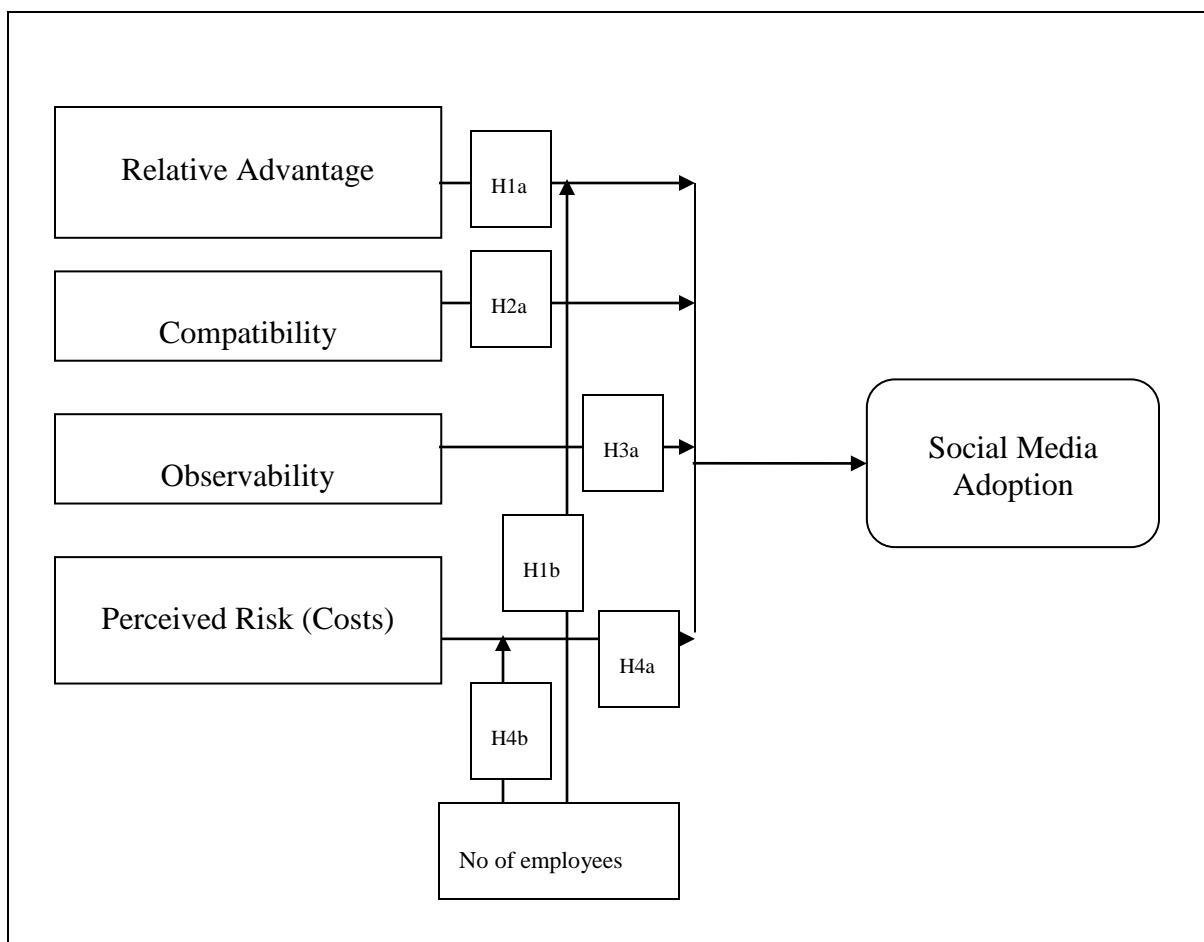 Relative Advantage
H1a
Compatibility
H2a
Observability
H3a
Social Media
Adoption
H1b
Perceived Risk (Costs)
H4a
H4b
No of employees